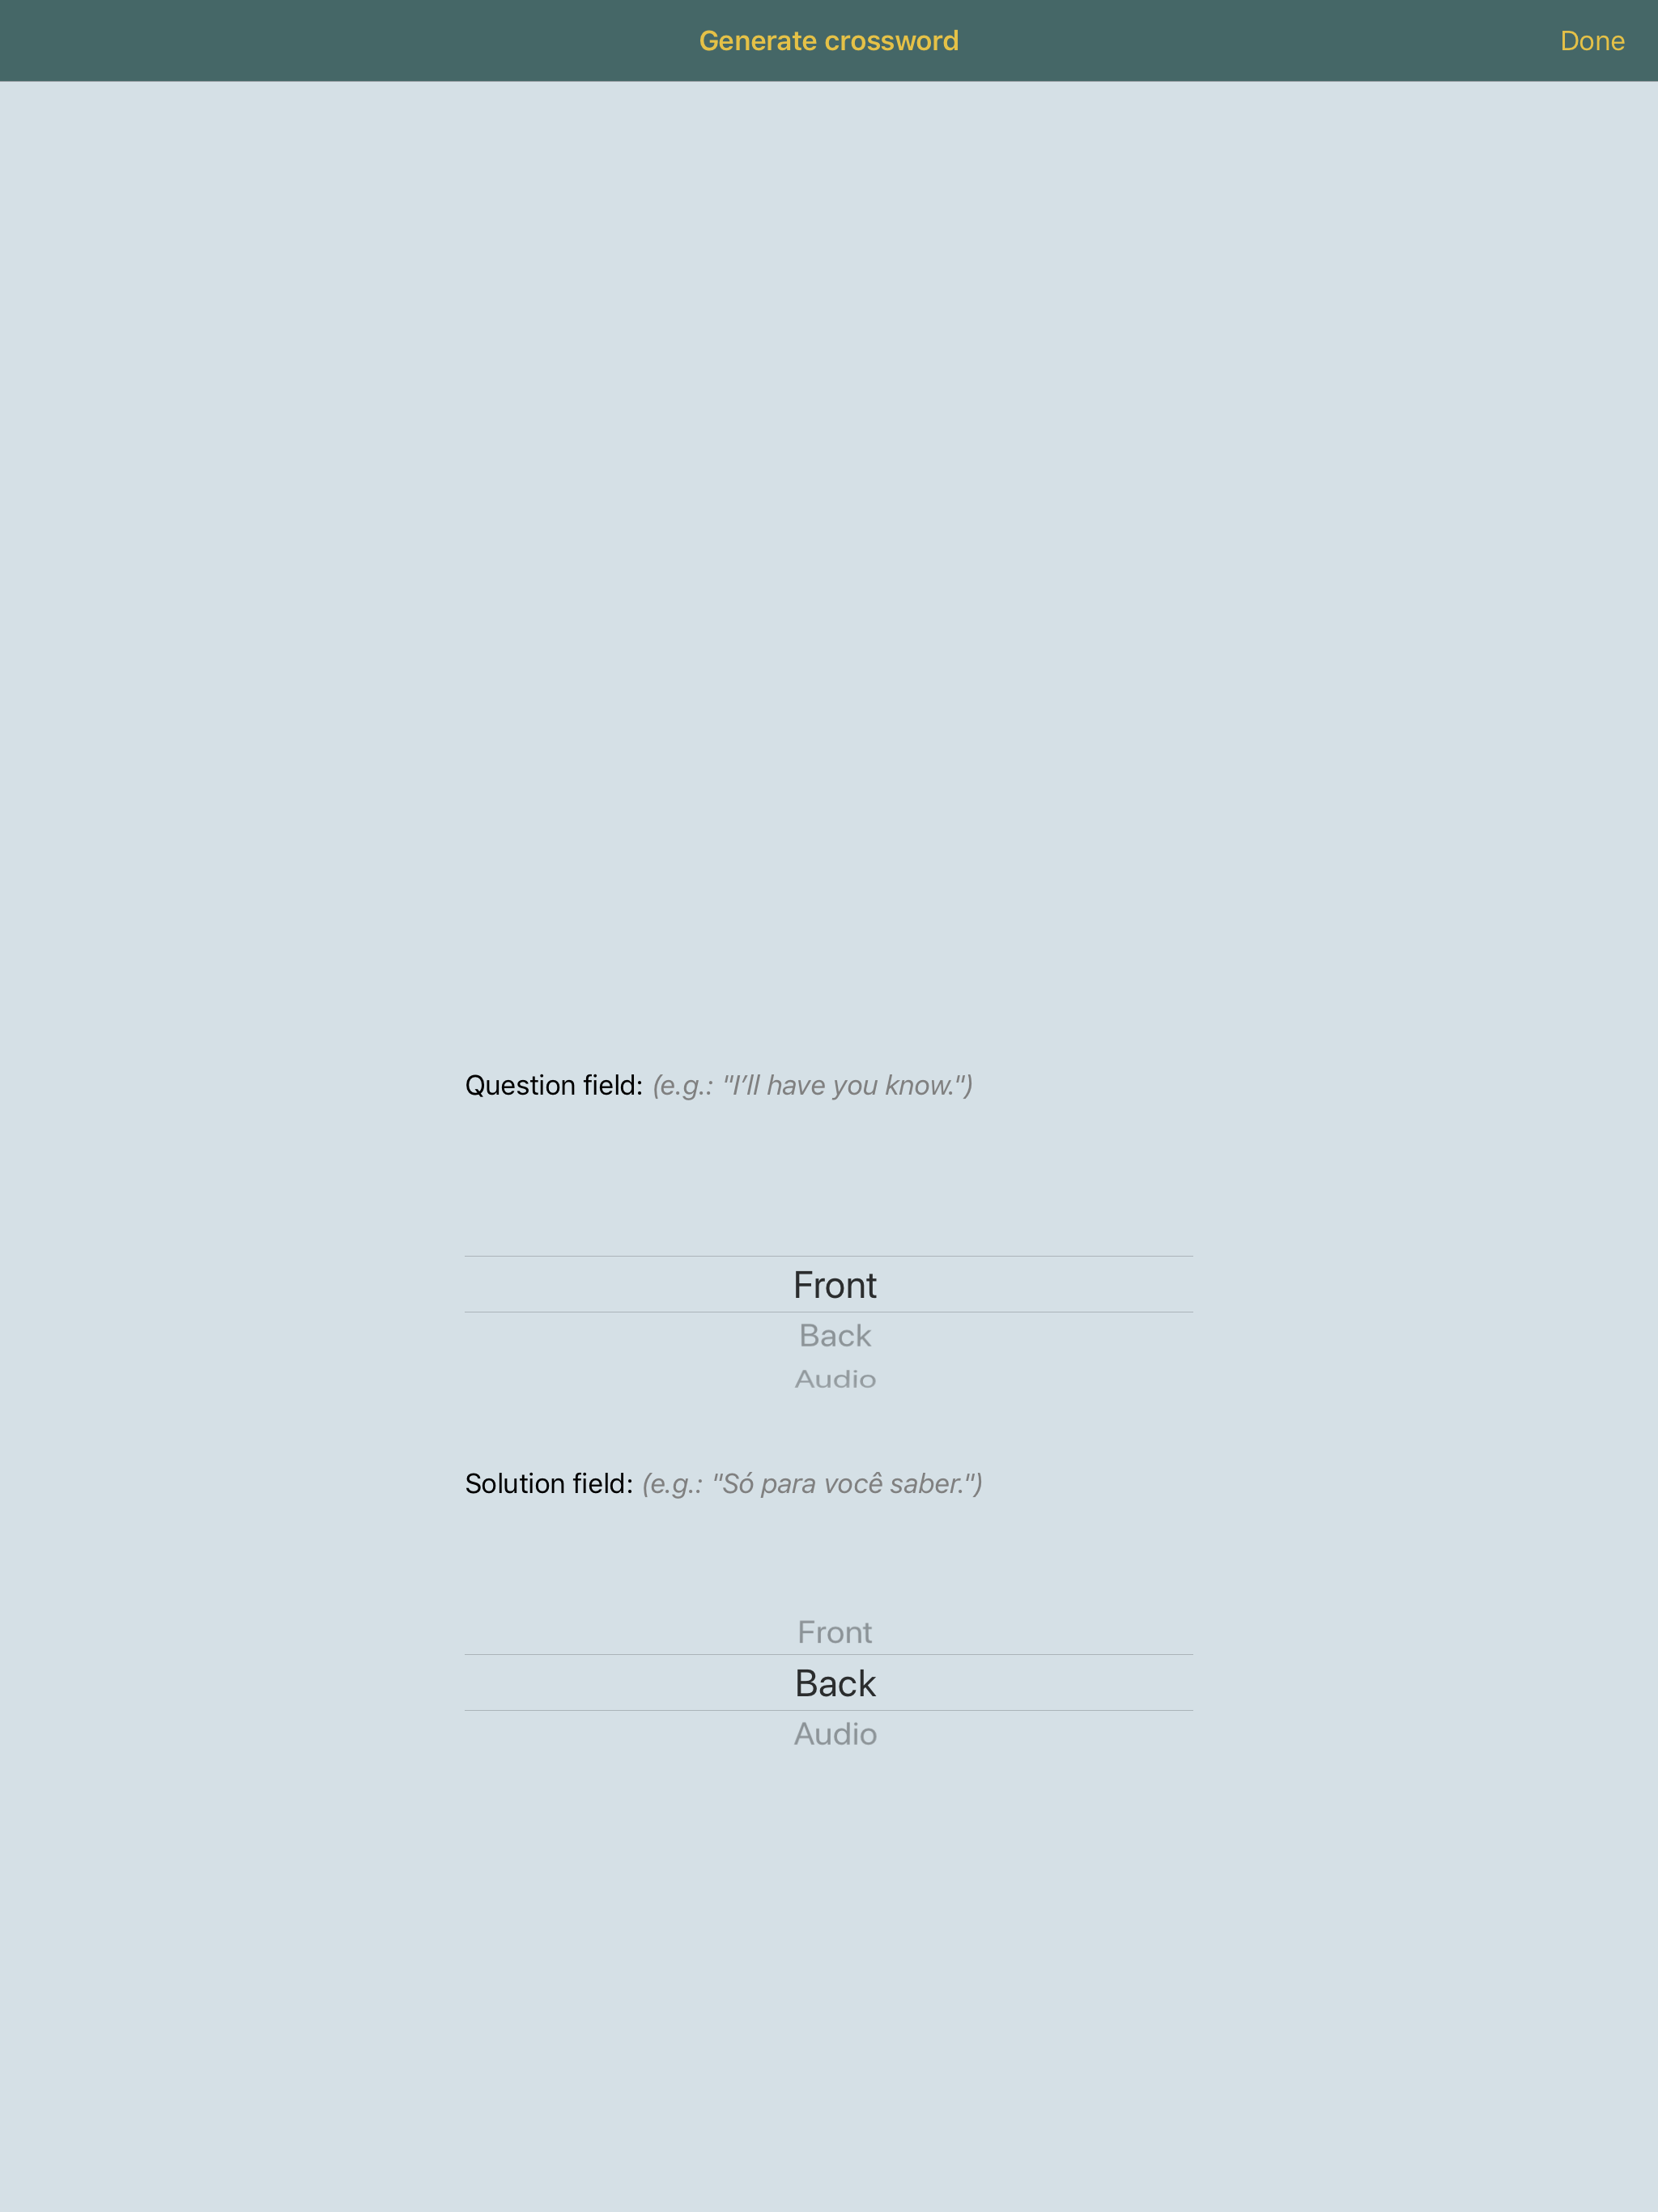 Generate crossword
Done
Question field: (e.g.: "I’ll have you know.")
Front
Back
Audio
Solution field: (e.g.: "Só para você saber.")
Front
Back
Audio